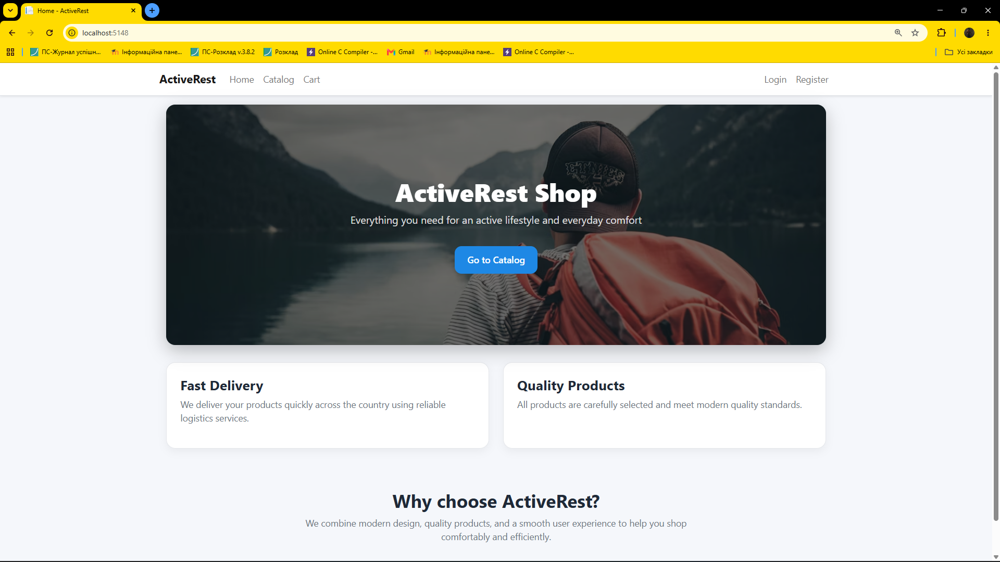 Home - ActiveRest
localhost:5148
ПС-Журнал успішн...
Інформаційна пане...
ПС-Розклад v.3.8.2
Розклад
Online C Compiler -...
Gmail
Інформаційна пане...
Online C Compiler -...
Усі закладки
ActiveRest Home Catalog Cart Login Register
ETNIES
ActiveRest Shop
Everything you need for an active lifestyle and everyday comfort
Go to Catalog
Fast Delivery
We deliver your products quickly across the country using reliable
logistics services.
Quality Products
All products are carefully selected and meet modern quality standards.
Why choose ActiveRest?
We combine modern design, quality products, and a smooth user experience to help you shop
comfortably and efficiently.